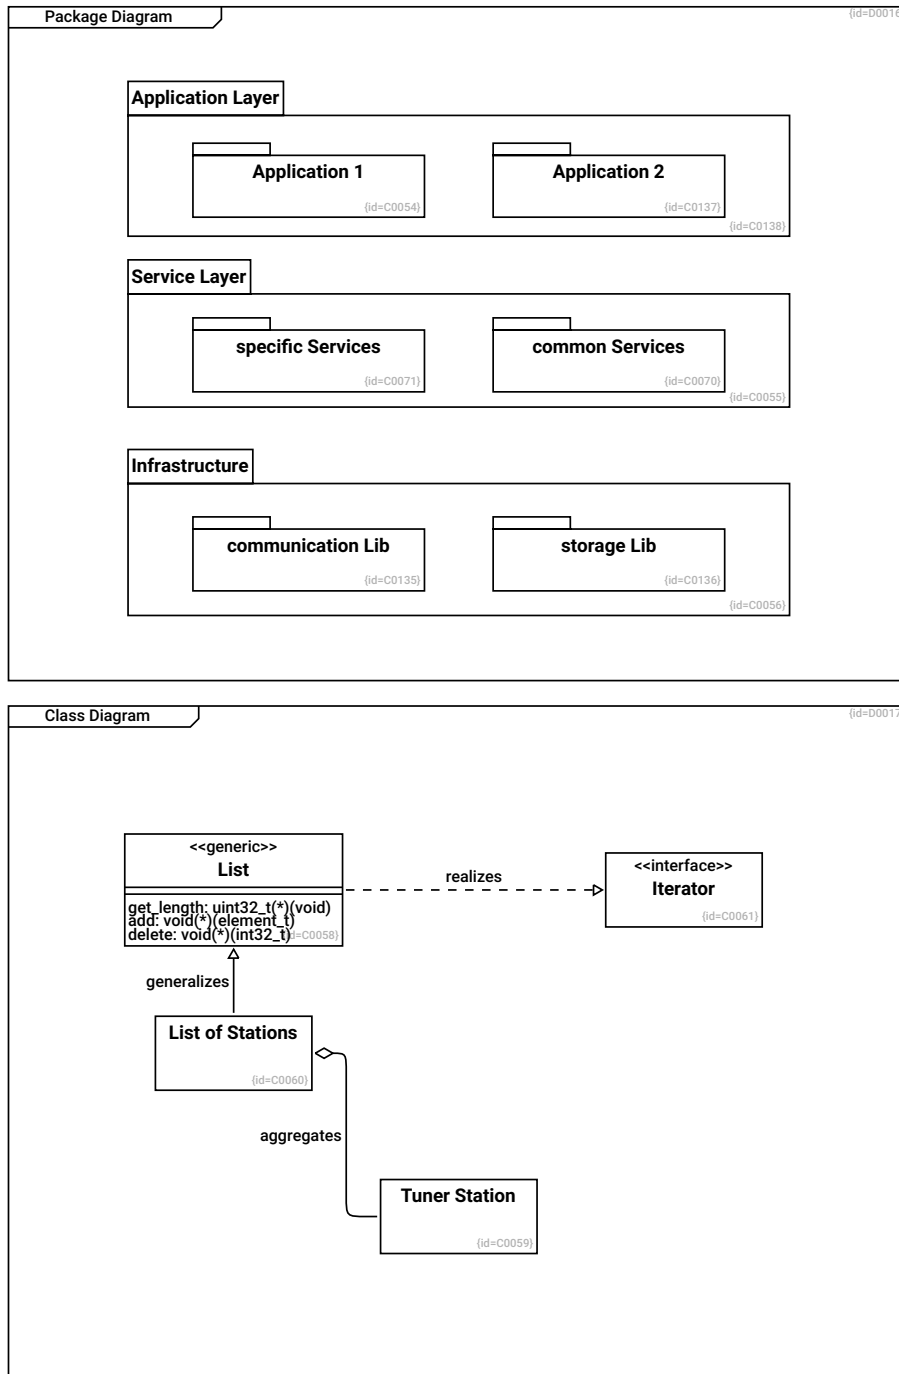 Package Diagram
{id=D0016
Application Layer
Application 1
{id=C0054}
Application 2
{id=C0137}
{id=C0138}
Service Layer
specific Services
{id=C0071}
common Services
{id=C0070}
{id=C0055}
Infrastructure
communication Lib
{id=C0135}
storage Lib
{id=C0136}
{id=C0056}
Class Diagram
{id=D0017
<<generic>>
List
get_length: uint32_t(*)(void)
add: void(*)(element_t)
delete: void(*)(int32_t)
d=C0058}
realizes
<<interface>>
Iterator
{id=C0061}
generalizes
List of Stations
{id=C0060}
aggregates
Tuner Station
{id=C0059}